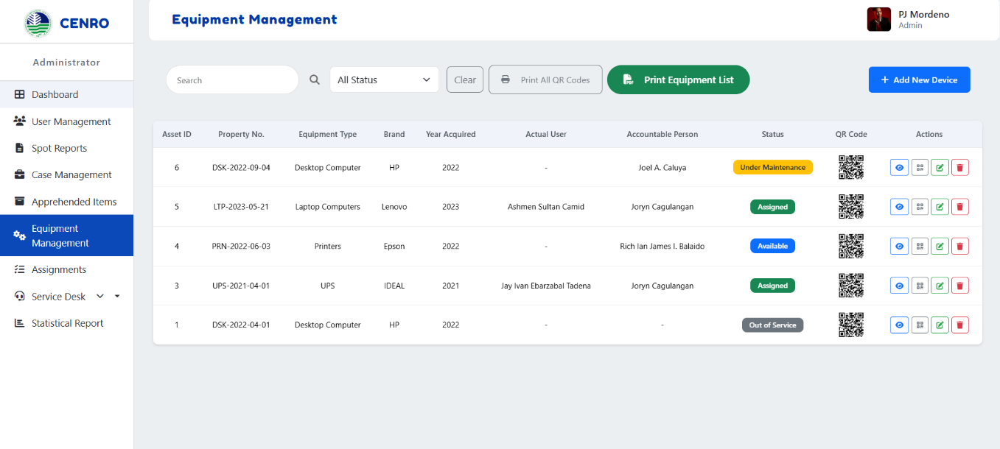 CENRO
Administrator
Dashboard
User Management
Spot Reports
Case Management
Apprehended Items
Equipment
Management
Assignments
Service Desk
Statistical Report
Equipment Management
PJ Mordeno
Admin
Search
All Status
Clear
Print All QR Codes
Print Equipment List
+ Add New Device
Asset ID Property No. Equipment Type Brand Year Acquired Actual User Accountable Person Status QR Code Actions
6 DSK-2022-09-04 Desktop Computer HP 2022 - Joel A. Caluya Under Maintenance
5 LTP-2023-05-21 Laptop Computers Lenovo 2023 Ashmen Sultan Camid Joryn Cagulangan Assigned
4 PRN-2022-06-03 Printers Epson 2022 - Rich Ian James I. Balaido Available
3 UPS-2021-04-01 UPS IDEAL 2021 Jay Ivan Ebarzabal Tadena Joryn Cagulangan Assigned
1 DSK-2022-04-01 Desktop Computer HP 2022 - - Out of Service